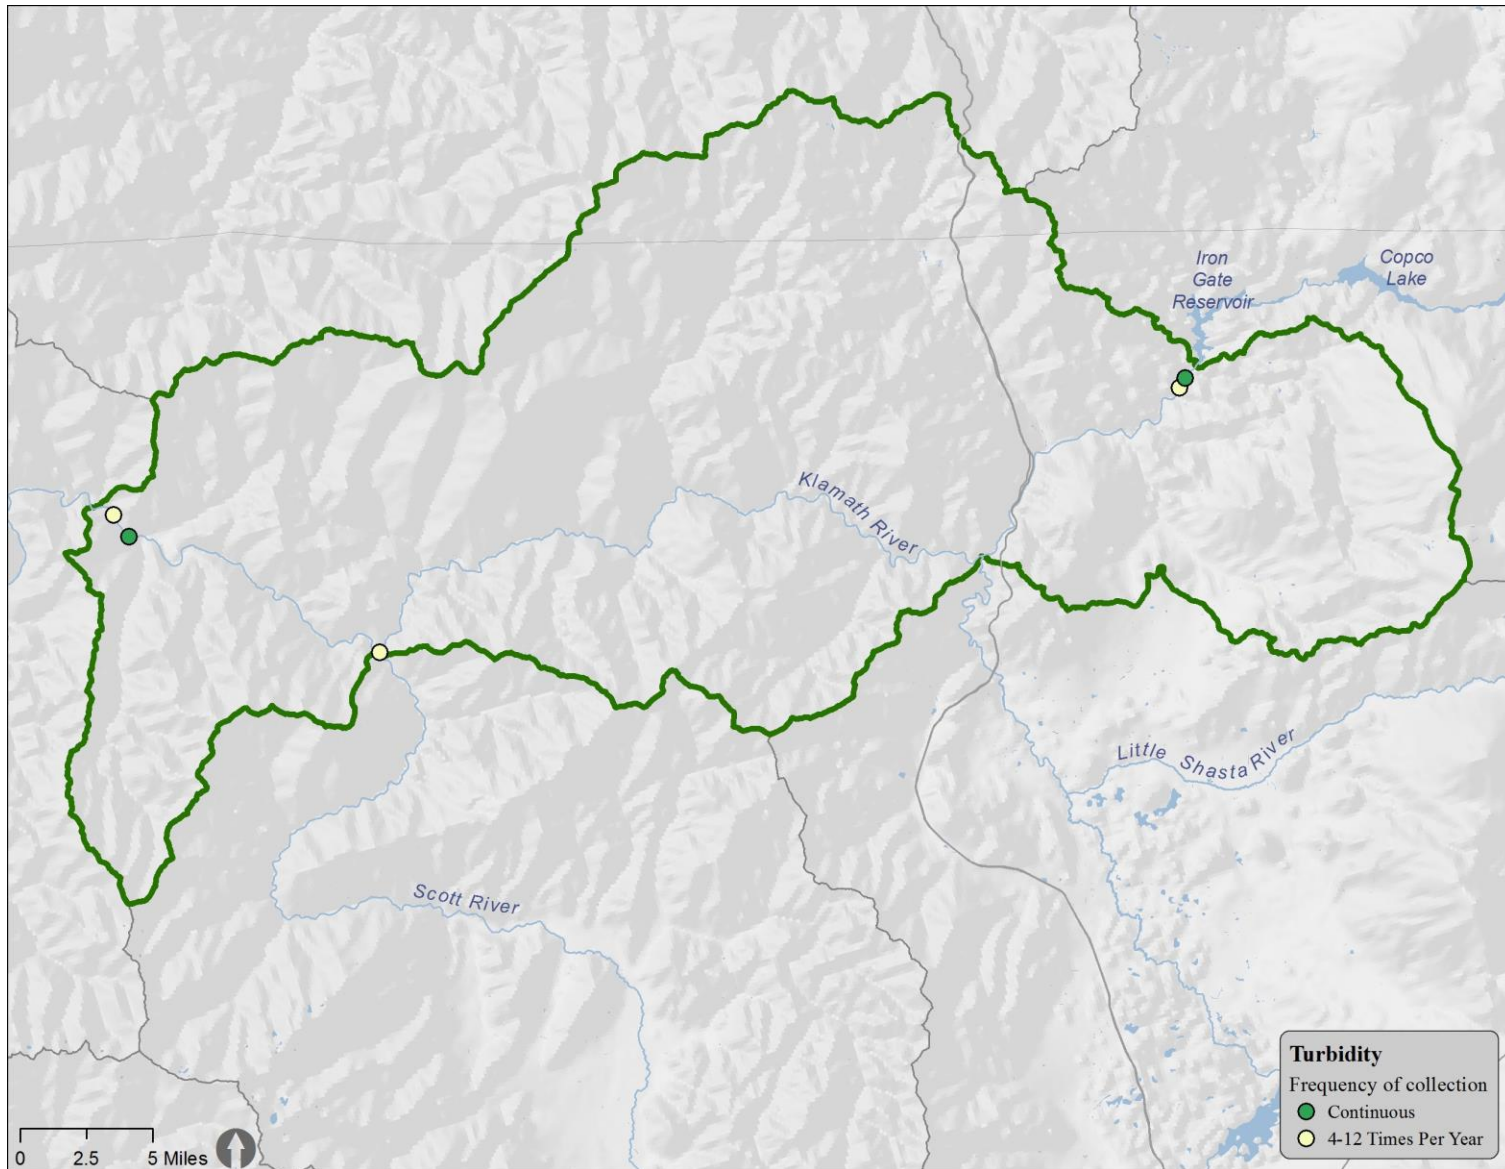 Iron
Gate
Reservoir
Copco
Lake
Klamath River
Little Shasta River
Scott River
Turbidity
Frequency of collection
Continuous
4-12 Times Per Year
0 2.5 5 Miles